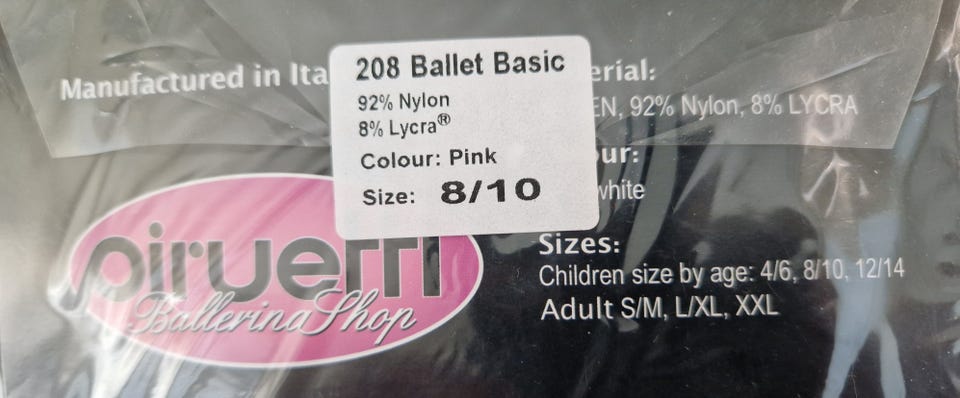 Manufactured in Ita
208 Ballet Basic
92% Nylon
8% Lycra®
Colour: Pink
Size: 8/10
erial:
EN, 92% Nylon, 8% LYCRA
ur:
white
piruetti
Ballerina Shop
Sizes:
Children size by age: 4/6, 8/10, 12/14
Adult S/M, L/XL, XXL